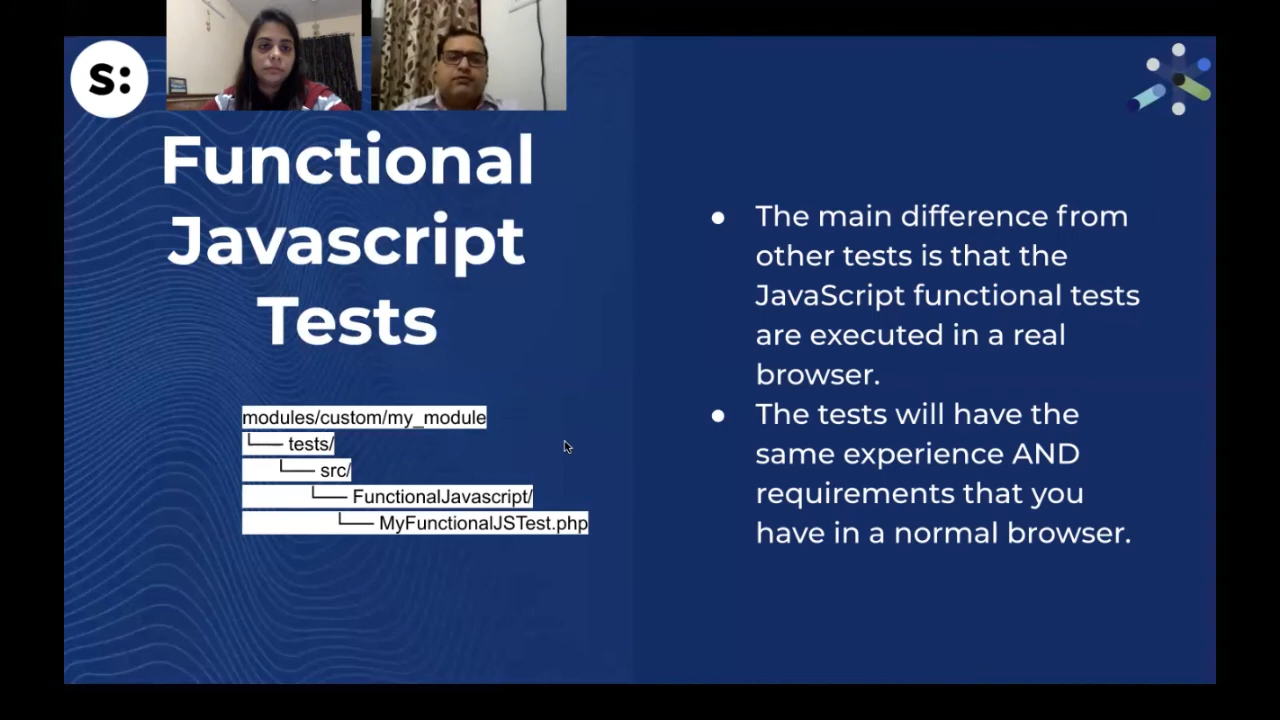 S:
Functional
Javascript
Tests
modules/custom/my_module
└── tests/
└── src/
└── FunctionalJavascript/
└── MyFunctionalJSTest.php
● The main difference from
other tests is that the
JavaScript functional tests
are executed in a real
browser.
● The tests will have the
same experience AND
requirements that you
have in a normal browser.